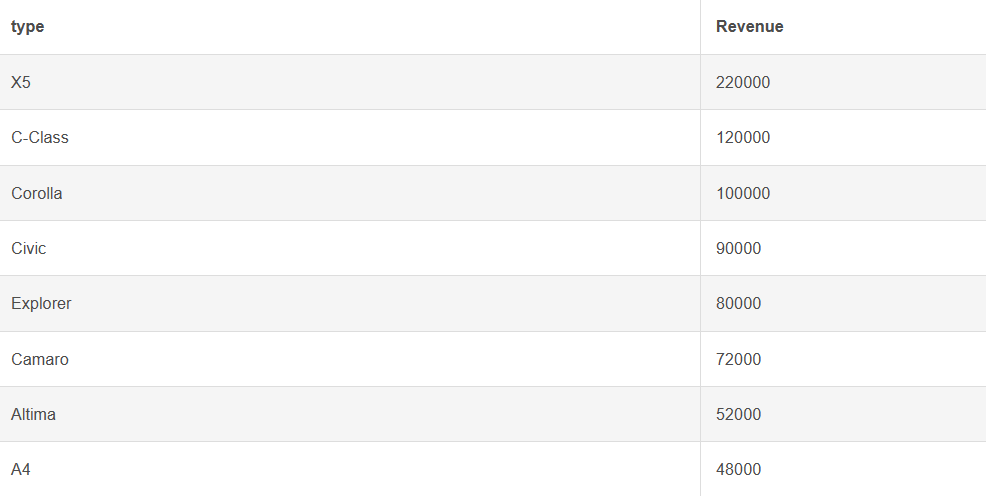 type Revenue
X5 220000
C-Class 120000
Corolla 100000
Civic 90000
Explorer 80000
Camaro 72000
Altima 52000
A4 48000